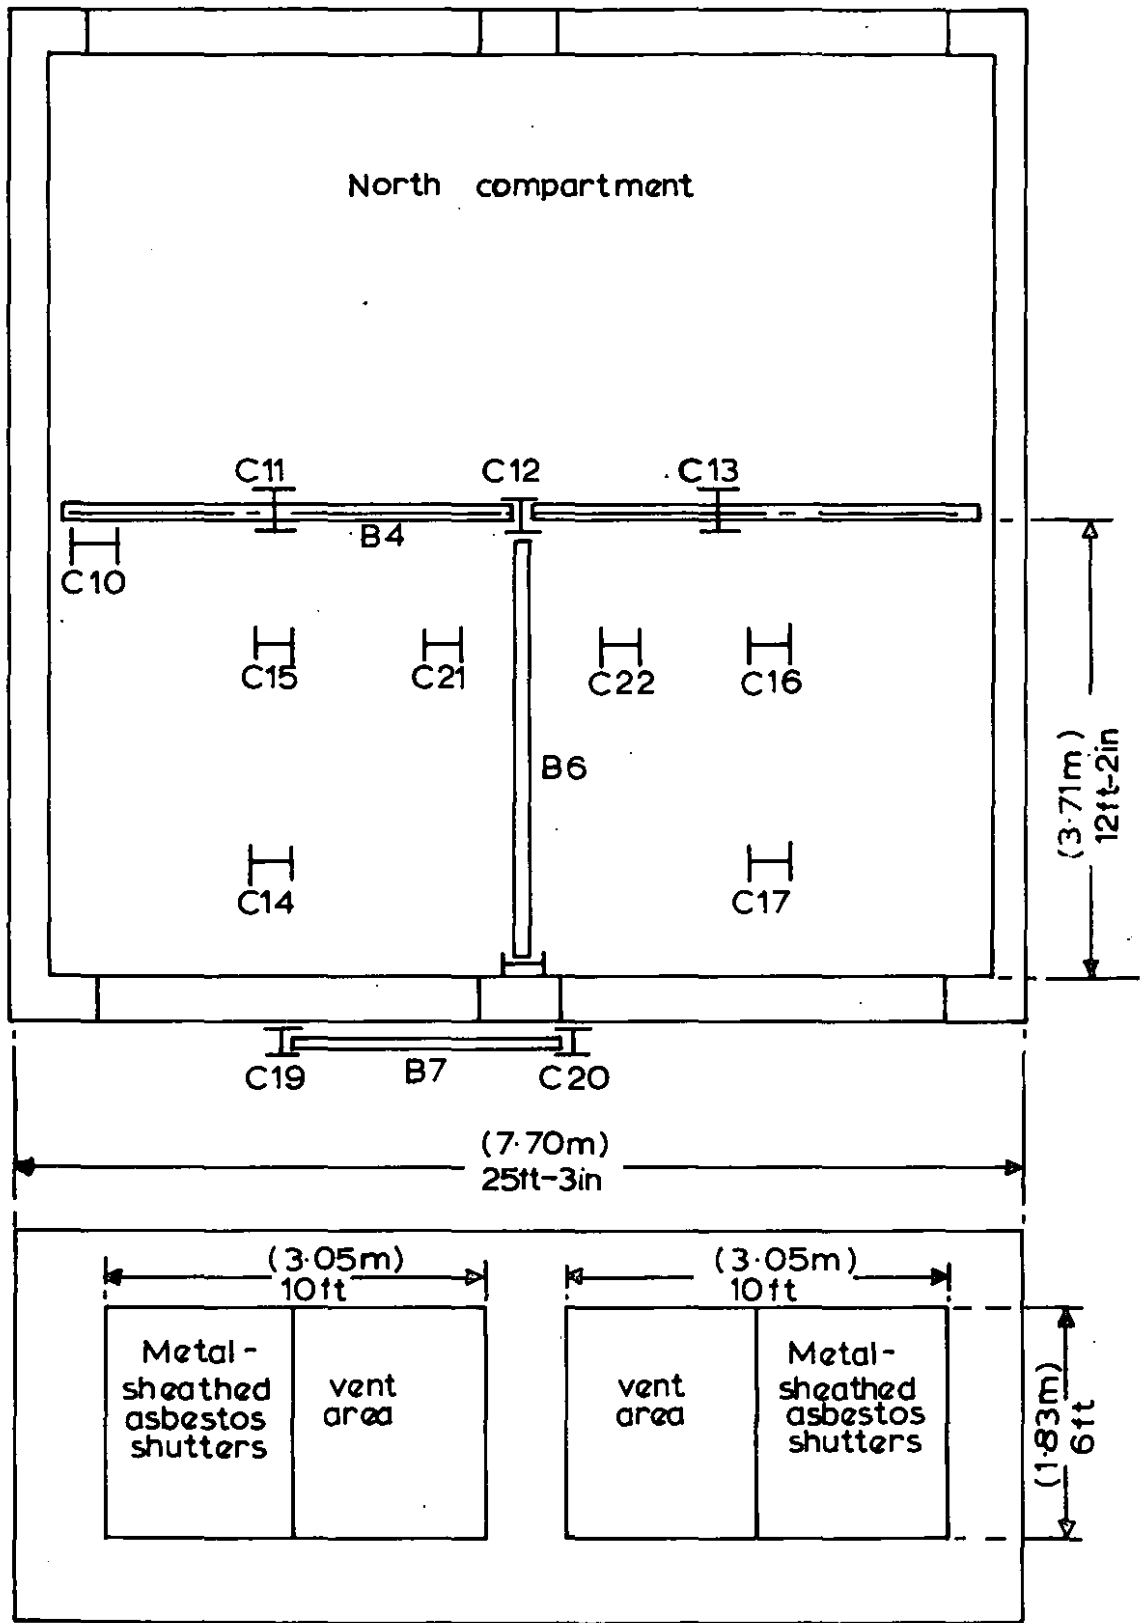 North compartment
C11
C12
C13
B4
C10
C15
C21
C22
C16
B6
(3·71m)
12ft-2in
C14
C17
C19
B7
C20
(7·70m)
25ft-3in
(3·05m)
10ft
(3·05m)
10ft
Metal-
sheathed
asbestos
shutters
vent
area
vent
area
Metal-
sheathed
asbestos
shutters
(1·83m)
6ft